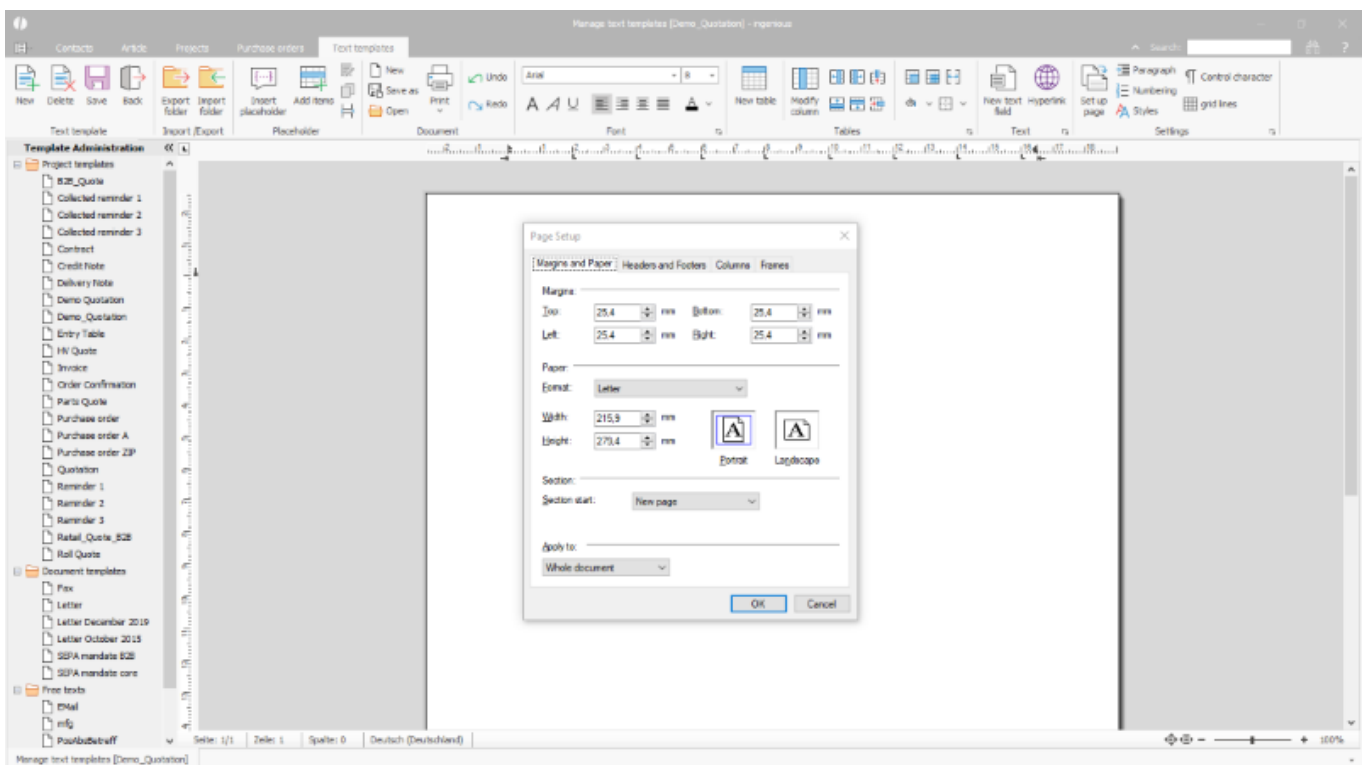 Manage text templates [Demo_Quotation] - ingenious
Contacts Article Projects Purchase orders Text templates Search: ?
New Delete Save Back
Export folder Import folder
Insert placeholder Add items
New
Save as
Open
Print
Undo
Redo
Arial 8
A A U A
New table Modify column
New text field Hyperlink
Set up page
Paragraph
Numbering
Styles
Control character
grid lines
Text template Import /Export Placeholder Document Font Tables Text Settings
Template Administration
Project templates
B2B_Quote
Collected reminder 1
Collected reminder 2
Collected reminder 3
Contract
Credit Note
Delivery Note
Demo Quotation
Demo_Quotation
Entry Table
HV Quote
Invoice
Order Confirmation
Parts Quote
Purchase order
Purchase order A
Purchase order ZIP
Quotation
Reminder 1
Reminder 2
Reminder 3
Retail_Quote_B2B
Roll Quote
Document templates
Fax
Letter
Letter December 2019
Letter October 2015
SEPA mandate B2B
SEPA mandate core
Free texts
EMail
mfg
PosAbsBetreff
Page Setup
Margins and Paper Headers and Footers Columns Frames
Margins:
Top: 25,4 mm Bottom: 25,4 mm
Left: 25,4 mm Right: 25,4 mm
Paper:
Format: Letter
Width: 215,9 mm
Height: 279,4 mm
A A
Portrait Landscape
Section:
Section start: New page
Apply to:
Whole document
OK Cancel
Seite: 1/1 Zeile: 1 Spalte: 0 Deutsch (Deutschland) 100%
Manage text templates [Demo_Quotation]